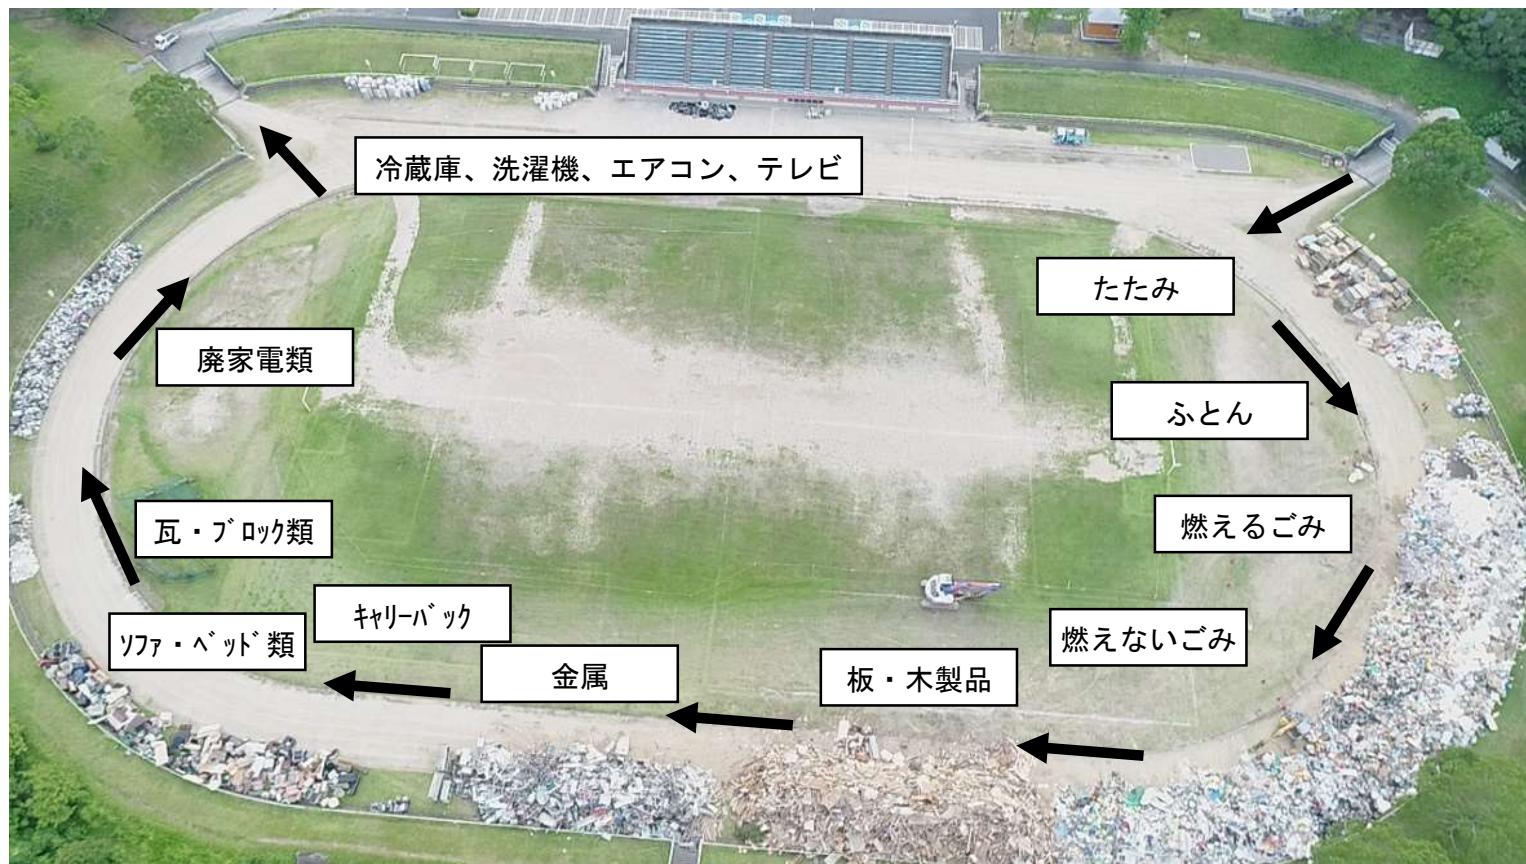 冷蔵庫、洗濯機、エアコン、テレビ
たたみ
廃家電類
ふとん
瓦・ﾌﾞﾛｯｸ類
燃えるごみ
ｷｬﾘｰﾊﾞｯｸ
ｿﾌｧ・ﾍﾞｯﾄﾞ類
燃えないごみ
金属
板・木製品